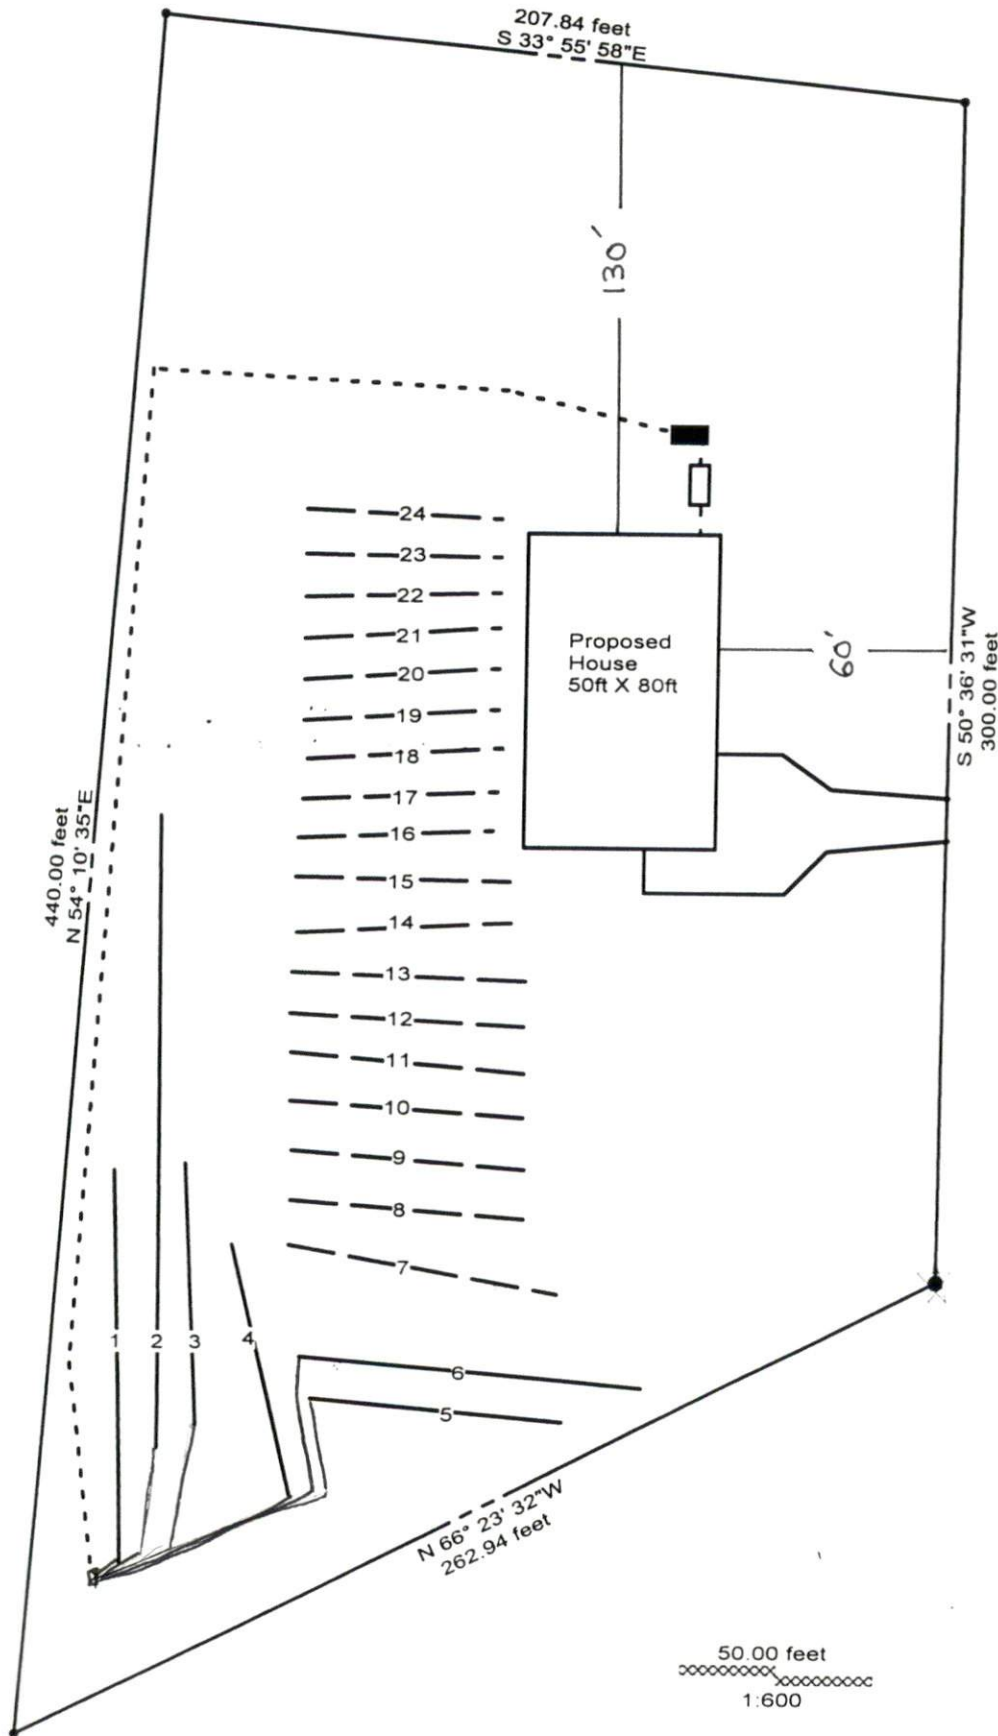 207.84 feet
S 33° 55' 58"E
130'
24
23
22
21
20
19
18
17
16
15
14
13
12
11
10
9
8
7
Proposed
House
50ft X 80ft
60'
S 50° 36' 31"W
300.00 feet
440.00 feet
N 54° 10' 35"E
1
2
3
4
6
5
N 66° 23' 32"W
262.94 feet
50.00 feet
1:600